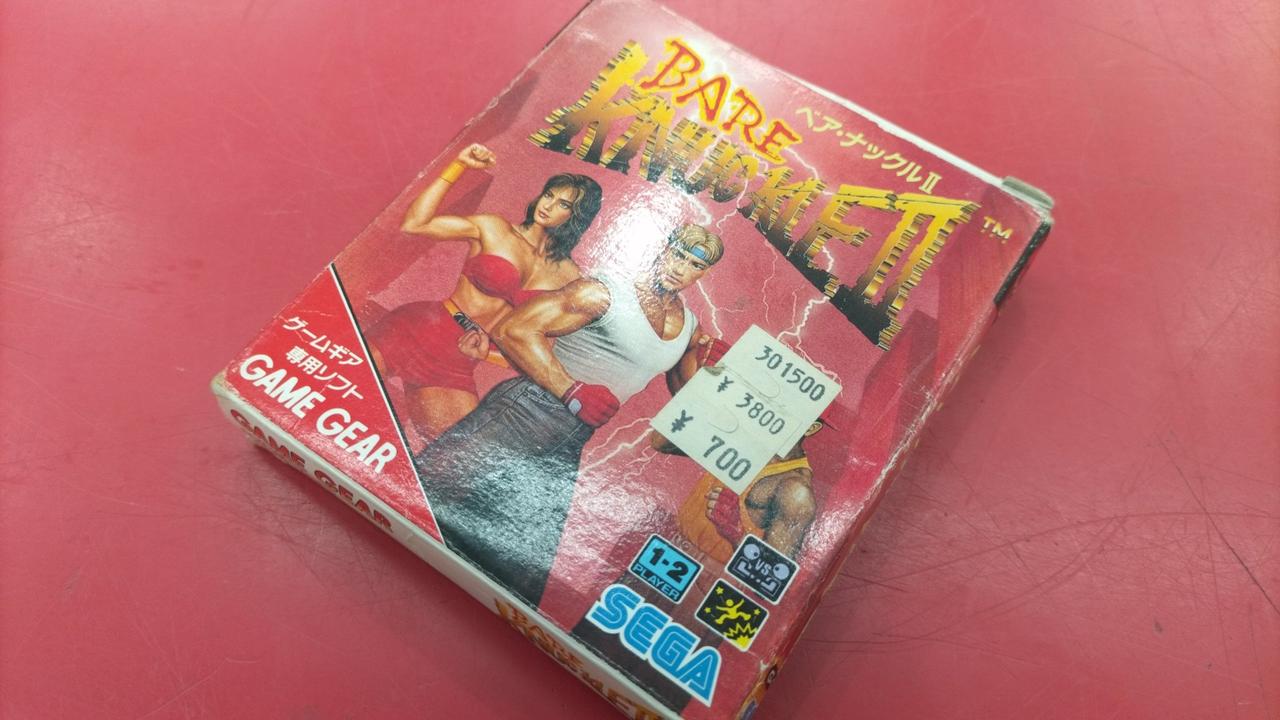 BARE
KNUCKLE II
ベア・ナックルⅡ
TM
301500
¥ 3800
¥ 700
ゲームギア
専用ソフト
GAME GEAR
1-2
PLAYER
VS
SEGA
GAME GEAR
BARE